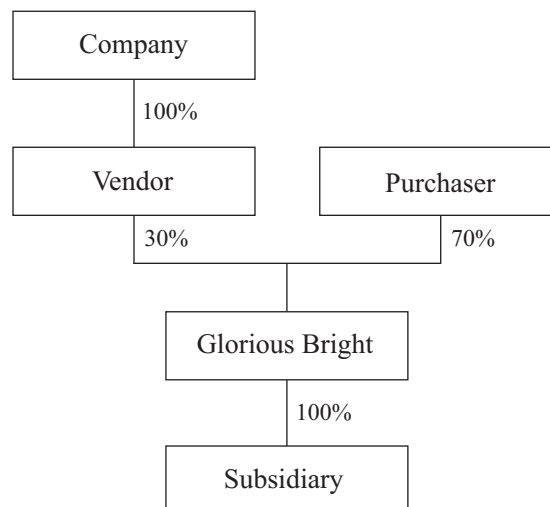 Company
100%
Vendor
Purchaser
30%
70%
Glorious Bright
100%
Subsidiary